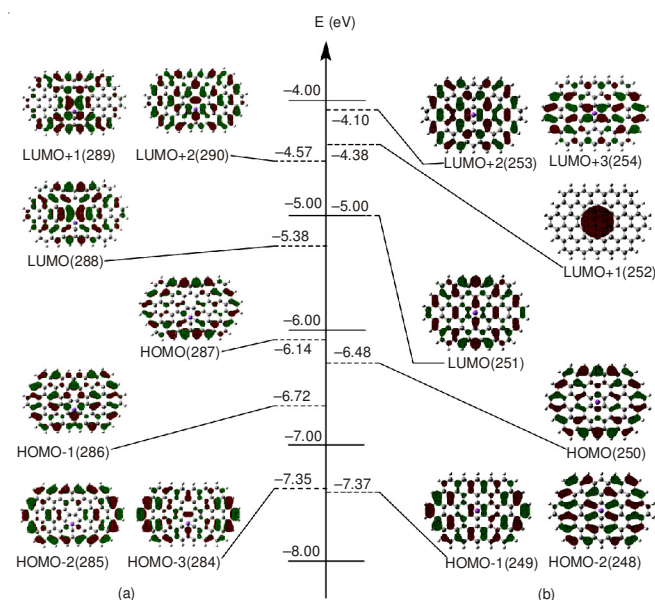 E (eV)
−4.00
−4.10
LUMO+1(289) LUMO+2(290)
−4.57
−4.38
LUMO+2(253) LUMO+3(254)
−5.00
−5.00
−5.38
LUMO(288)
LUMO+1(252)
−6.00
−6.14
HOMO(287)
−6.48
LUMO(251)
−6.72
HOMO-1(286)
HOMO(250)
−7.00
−7.35
−7.37
HOMO-2(285) HOMO-3(284)
−8.00
HOMO-1(249) HOMO-2(248)
(a)
(b)